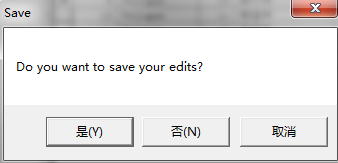 Save
Do you want to save your edits?
是(Y)
否(N)
取消